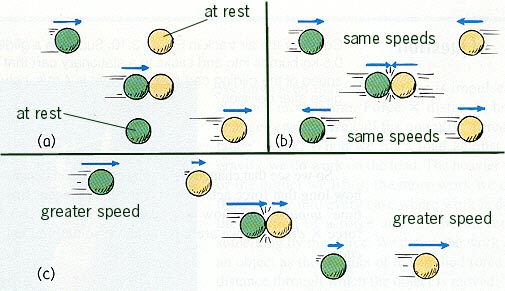 at rest
at rest
(a)
same speeds
same speeds
(b)
greater speed
greater speed
(c)